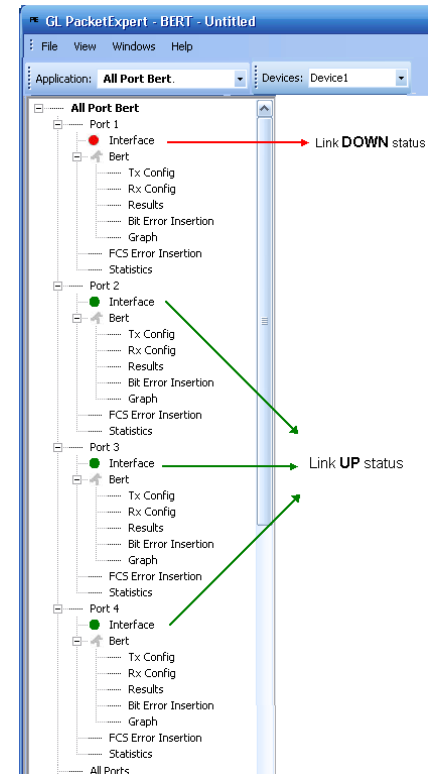 GL PacketExpert - BERT - Untitled
File View Windows Help
Application: All Port Bert. Devices: Device1
All Port Bert
Port 1
Interface
Link DOWN status
Bert
Tx Config
Rx Config
Results
Bit Error Insertion
Graph
FCS Error Insertion
Statistics
Port 2
Interface
Bert
Tx Config
Rx Config
Results
Bit Error Insertion
Graph
FCS Error Insertion
Statistics
Port 3
Interface
Link UP status
Bert
Tx Config
Rx Config
Results
Bit Error Insertion
Graph
FCS Error Insertion
Statistics
Port 4
Interface
Bert
Tx Config
Rx Config
Results
Bit Error Insertion
Graph
FCS Error Insertion
Statistics
All Ports